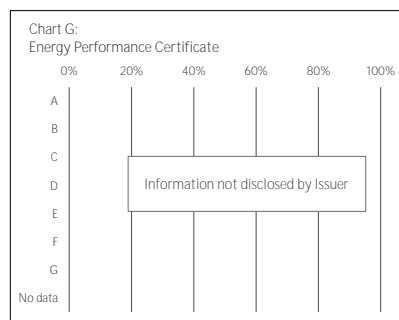 Chart G:
Energy Performance Certificate
0% 20% 40% 60% 80% 100%
A
B
C
Information not disclosed by Issuer
D
E
F
G
No data